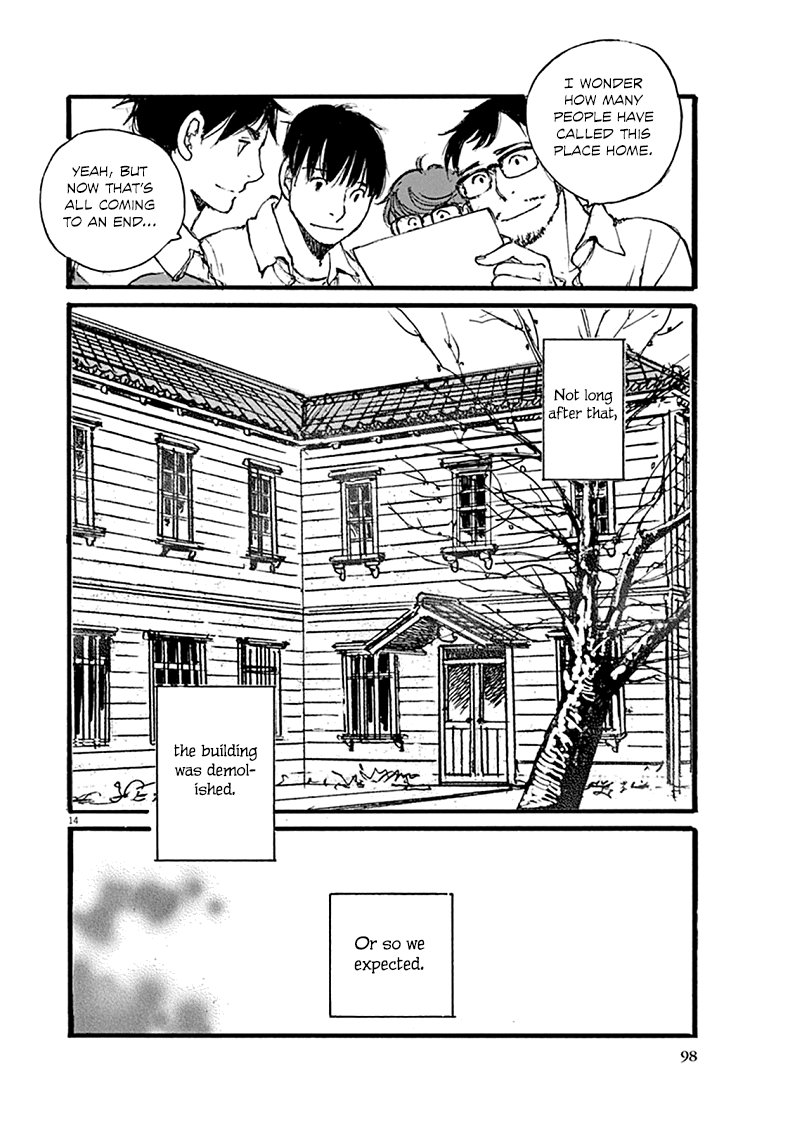 I WONDER
HOW MANY
PEOPLE HAVE
CALLED THIS
PLACE HOME.
YEAH, BUT
NOW THAT'S
ALL COMING
TO AN END...
Not long
after that,
the building
was demol-
ished.
14
Or so we
expected.
98